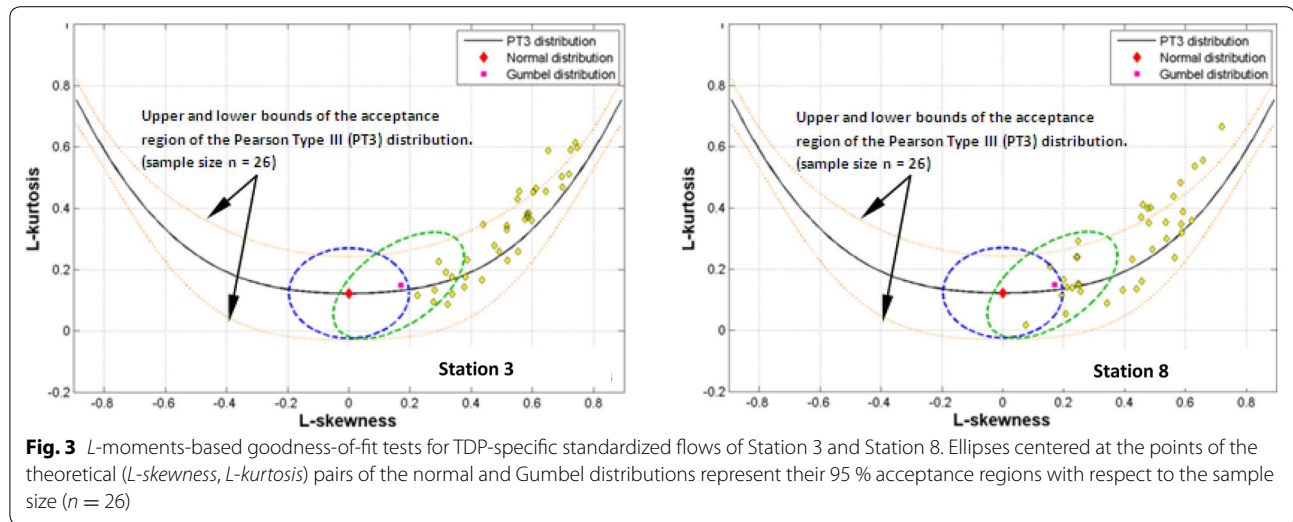 1
0.8
0.6
0.4
0.2
0
-0.2
L-kurtosis
PT3 distribution
Normal distribution
Gumbel distribution
Upper and lower bounds of the acceptance
region of the Pearson Type III (PT3) distribution.
(sample size n = 26)
Station 3
-0.8 -0.6 -0.4 -0.2 0 0.2 0.4 0.6 0.8
L-skewness
1
0.8
0.6
0.4
0.2
0
-0.2
L-kurtosis
PT3 distribution
Normal distribution
Gumbel distribution
Upper and lower bounds of the acceptance
region of the Pearson Type III (PT3) distribution.
(sample size n = 26)
Station 8
-0.8 -0.6 -0.4 -0.2 0 0.2 0.4 0.6 0.8
L-skewness
Fig. 3 L-moments-based goodness-of-fit tests for TDP-specific standardized flows of Station 3 and Station 8. Ellipses centered at the points of the
theoretical (L-skewness, L-kurtosis) pairs of the normal and Gumbel distributions represent their 95 % acceptance regions with respect to the sample
size (n = 26)